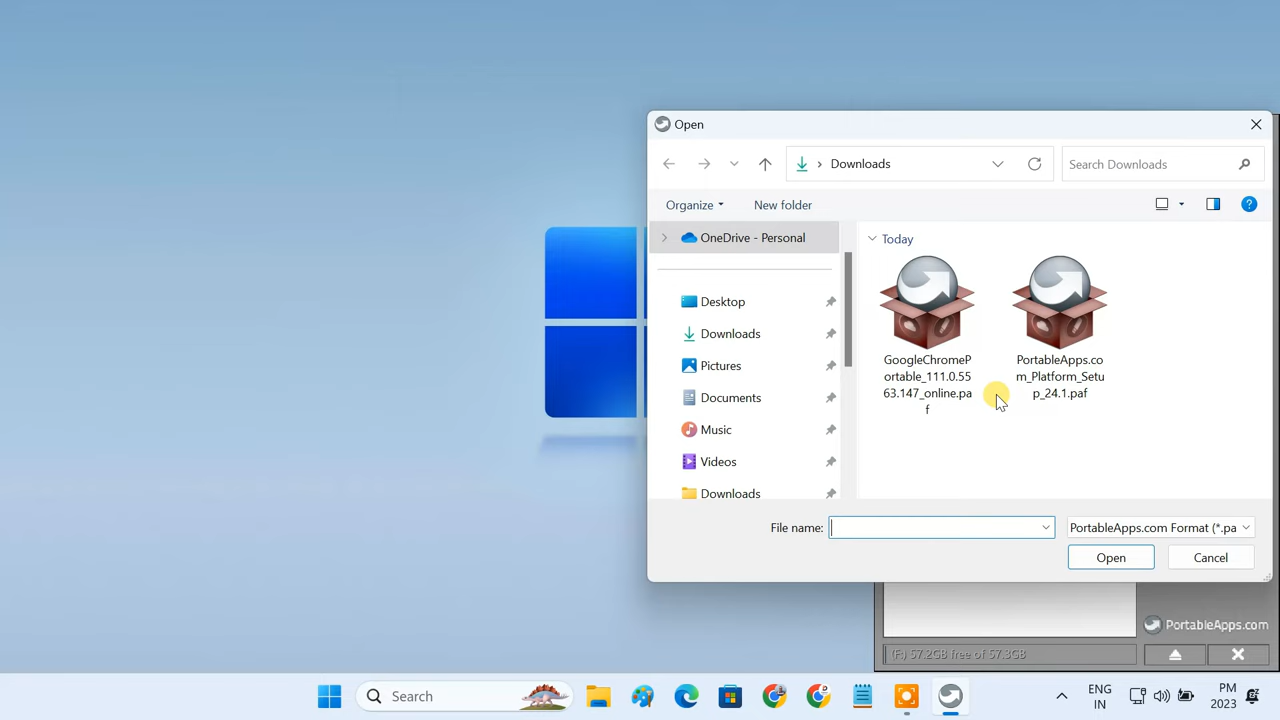 Open
Downloads
Search Downloads
Organize
New folder
OneDrive - Personal
Today
Desktop
Downloads
Pictures
Documents
Music
Videos
Downloads
GoogleChromeP
ortable_111.0.55
63.147_online.pa
f
PortableApps.co
m_Platform_Setu
p_24.1.paf
File name:
PortableApps.com Format (*.pa
Open
Cancel
PortableApps.com
(F:) 57.2GB free of 57.3GB
Search
ENG
IN
PM
2023